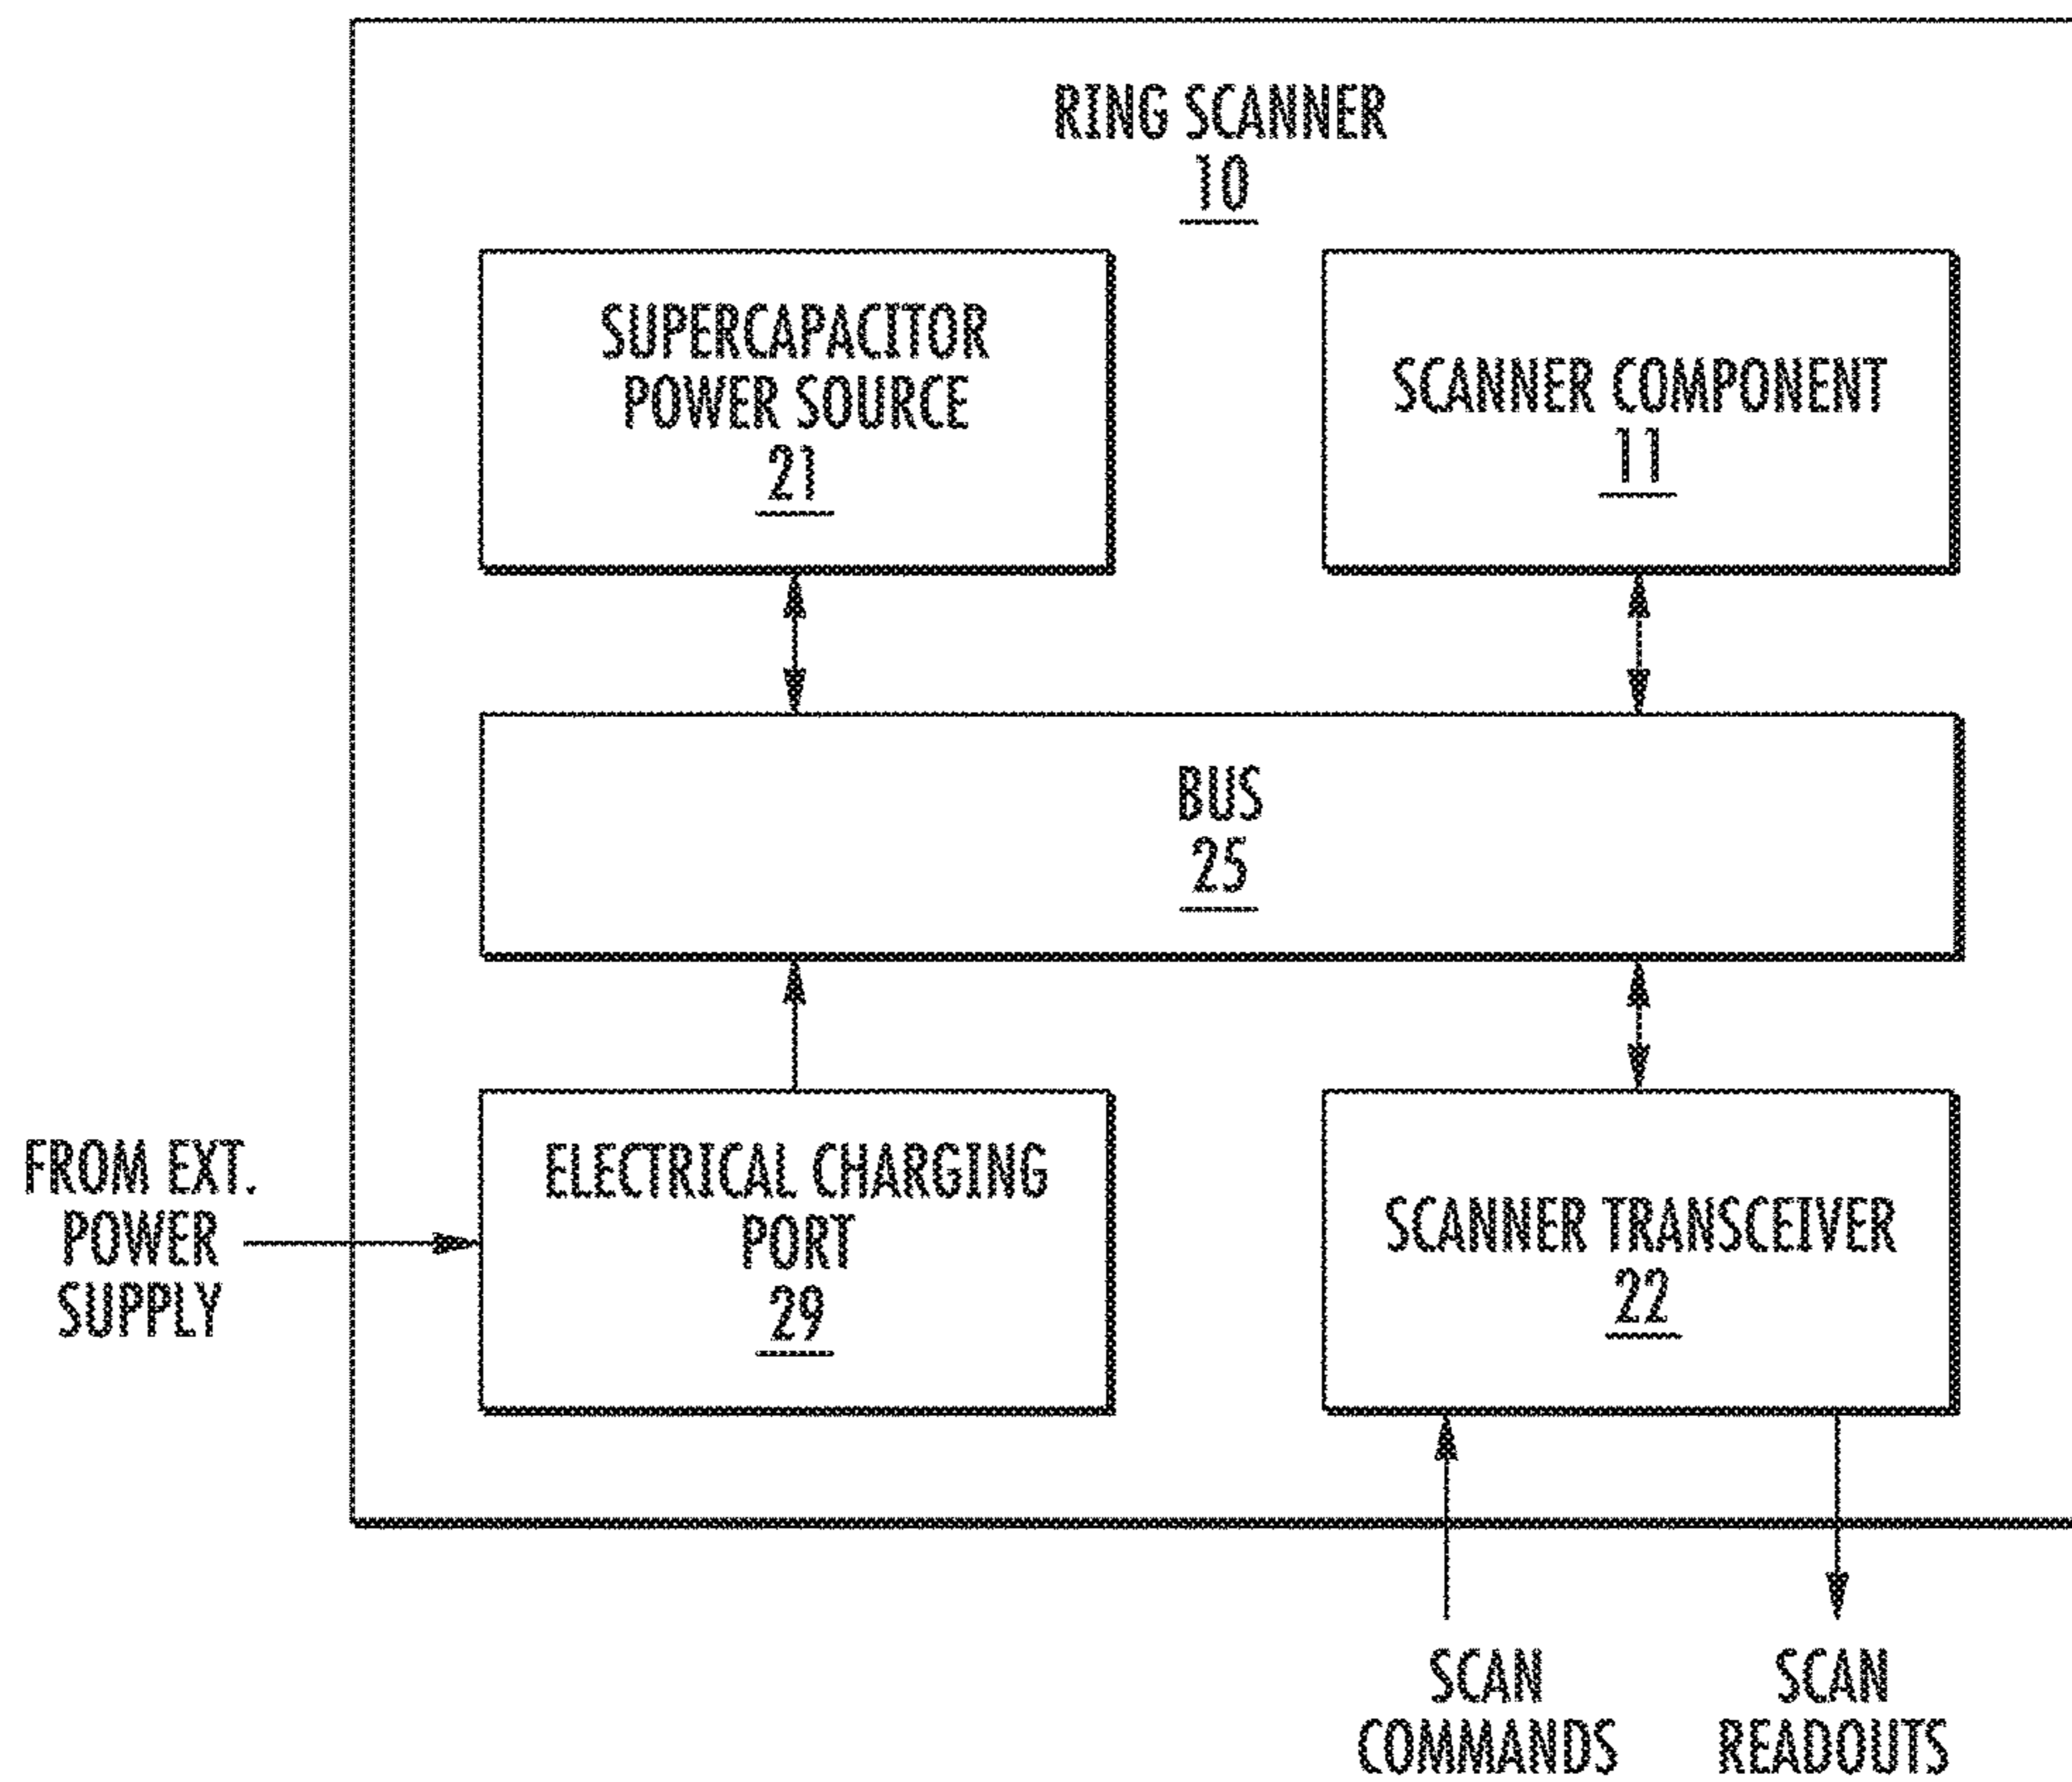 RING SCANNER
10
SUPERCAPACITOR
POWER SOURCE
21
SCANNER COMPONENT
11
BUS
25
FROM EXT.
POWER
SUPPLY
ELECTRICAL CHARGING
PORT
29
SCANNER TRANSCEIVER
22
SCAN
COMMANDS
SCAN
READOUTS